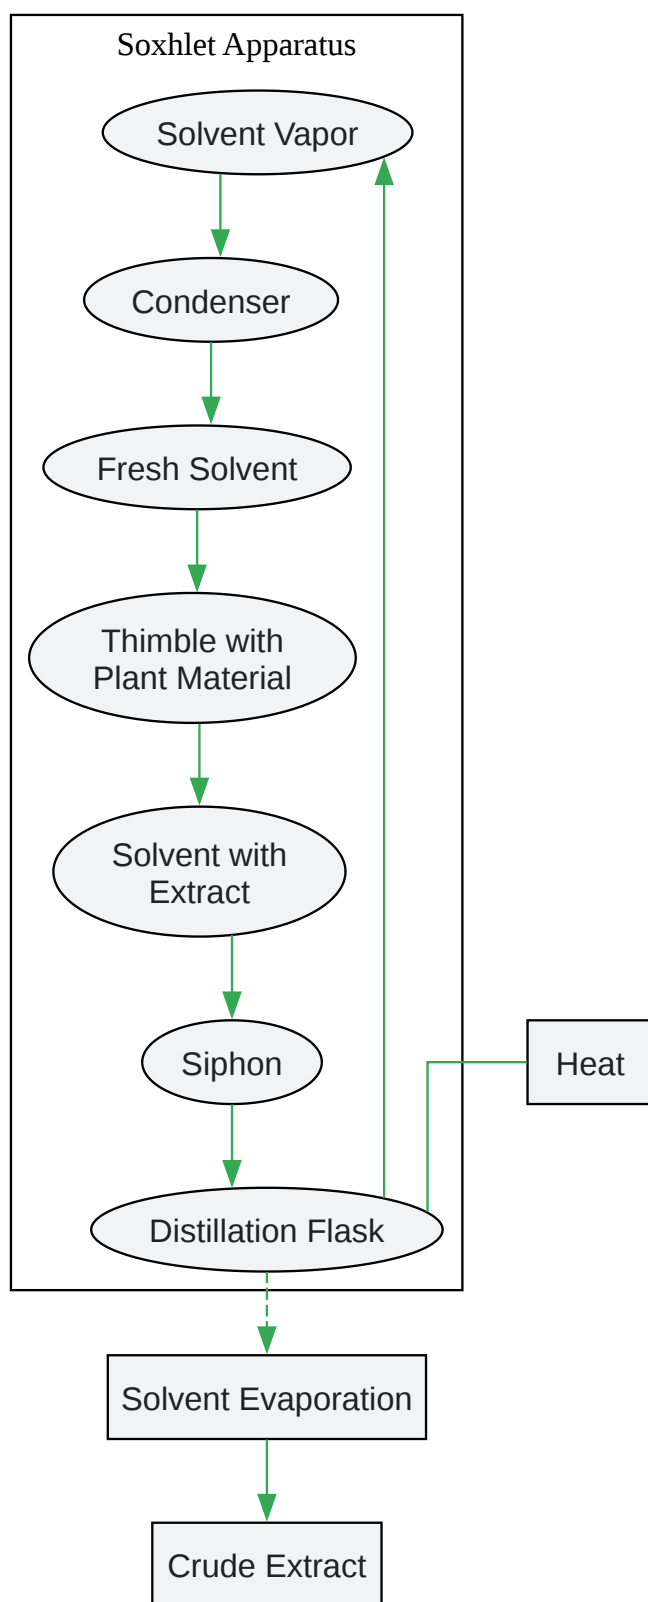 Soxhlet Apparatus
Solvent Vapor
Condenser
Fresh Solvent
Thimble with
Plant Material
Solvent with
Extract
Siphon
Heat
Distillation Flask
Solvent Evaporation
Crude Extract